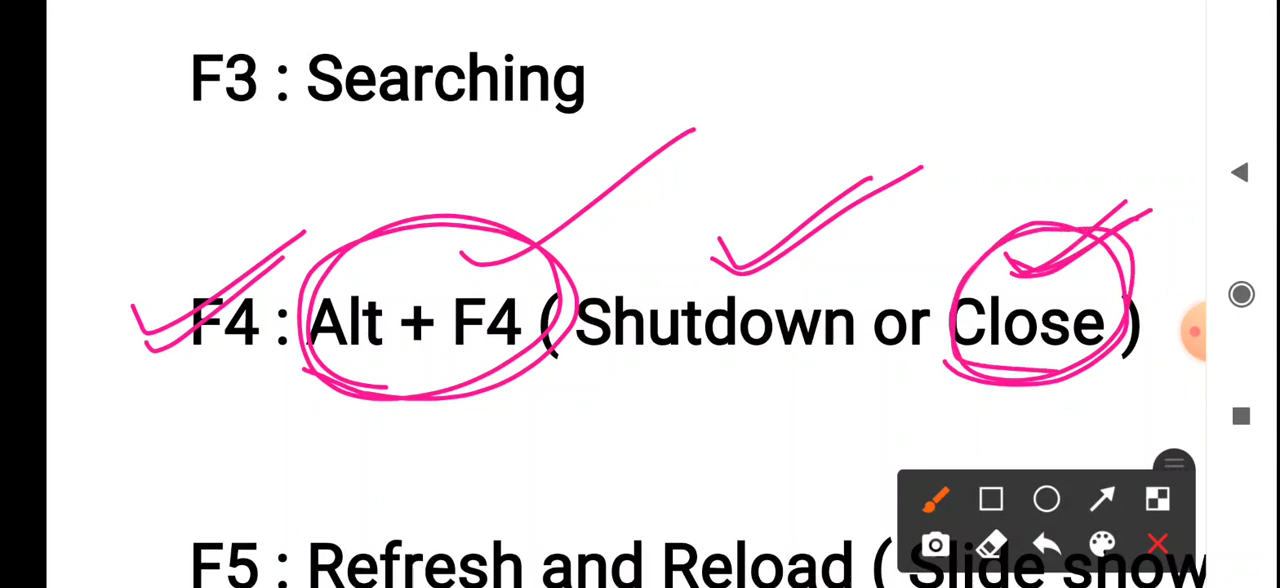 F3 : Searching
F4 : Alt + F4 ( Shutdown or Close )
F5 : Refresh and Reload ( Slide show